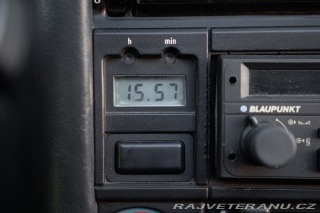 h min
15.57
BLAUPUNKT
RAJVETERANU.CZ